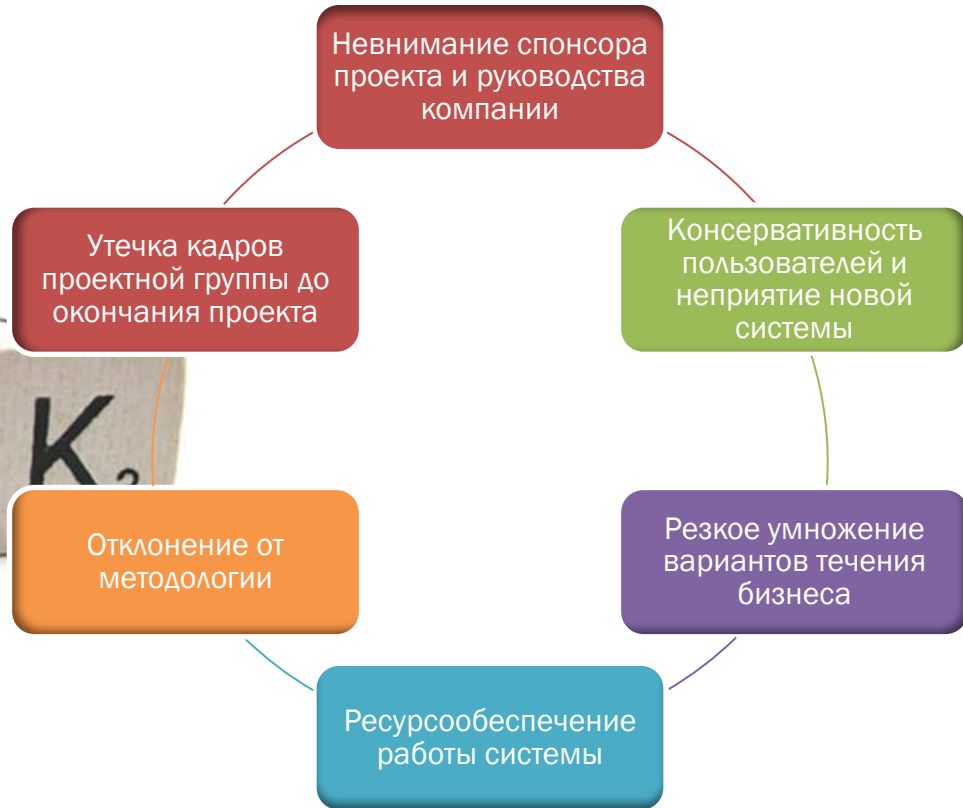 Невнимание спонсора
проекта и руководства
компании
Консервативность
пользователей и
неприятие новой
системы
Резкое умножение
вариантов течения
бизнеса
Ресурсообеспечение
работы системы
Отклонение от
методологии
Утечка кадров
проектной группы до
окончания проекта
K